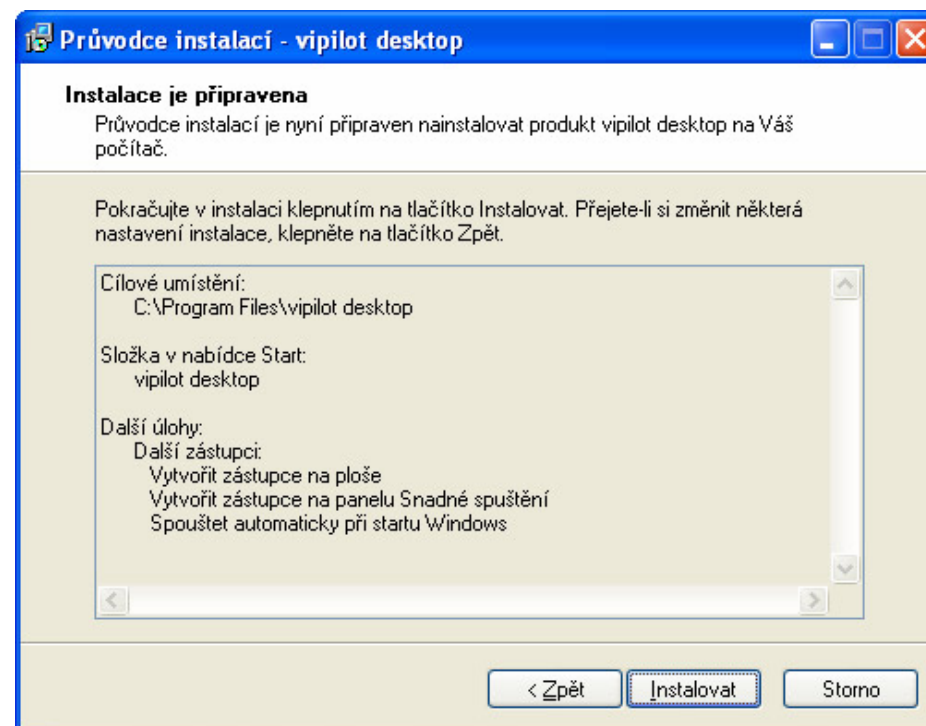 Průvodce instalací - vipilot desktop
Instalace je připravena
Průvodce instalací je nyní připraven nainstalovat produkt vipilot desktop na Váš
počítač.
Pokračujte v instalaci klepnutím na tlačítko Instalovat. Přejete-li si změnit některá
nastavení instalace, klepněte na tlačítko Zpět.
Cílové umístění:
C:\Program Files\vipilot desktop
Složka v nabídce Start:
vipilot desktop
Další úlohy:
Další zástupci:
Vytvořit zástupce na ploše
Vytvořit zástupce na panelu Snadné spuštění
Spouštet automaticky při startu Windows
< Zpět Instalovat Storno